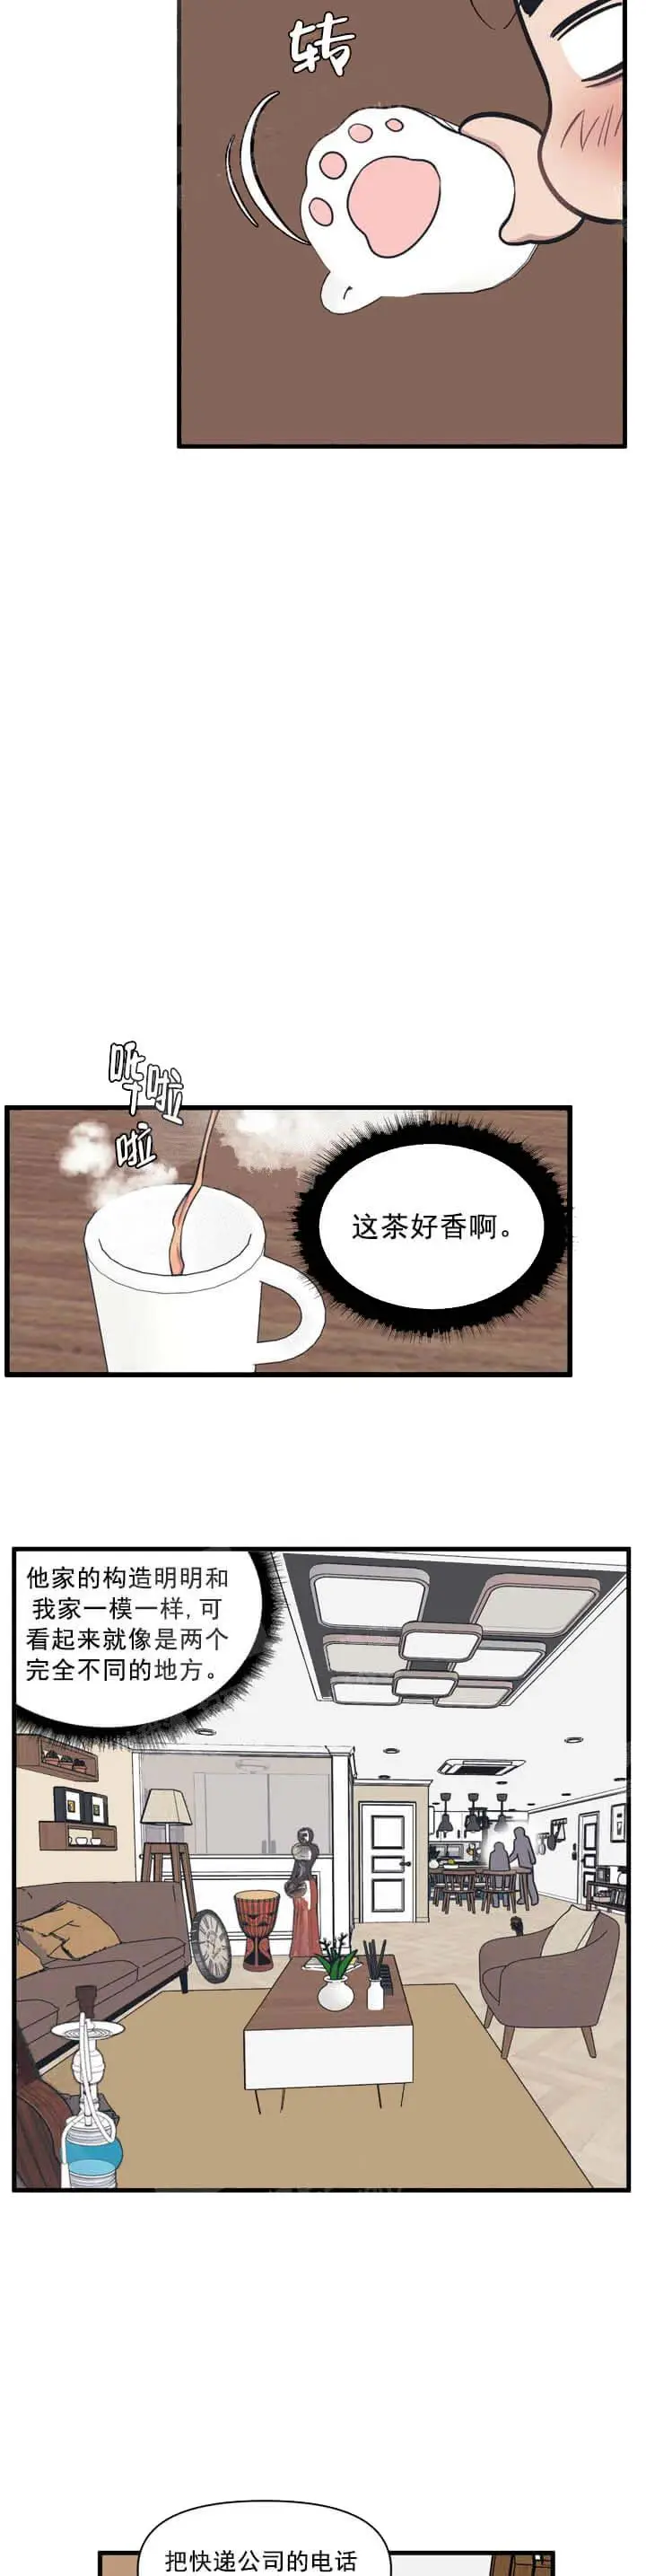 转
哗啦
啦
这茶好香啊。
他家的构造明明和
我家一模一样,可
看起来就像是两个
完全不同的地方。
把快递公司的电话